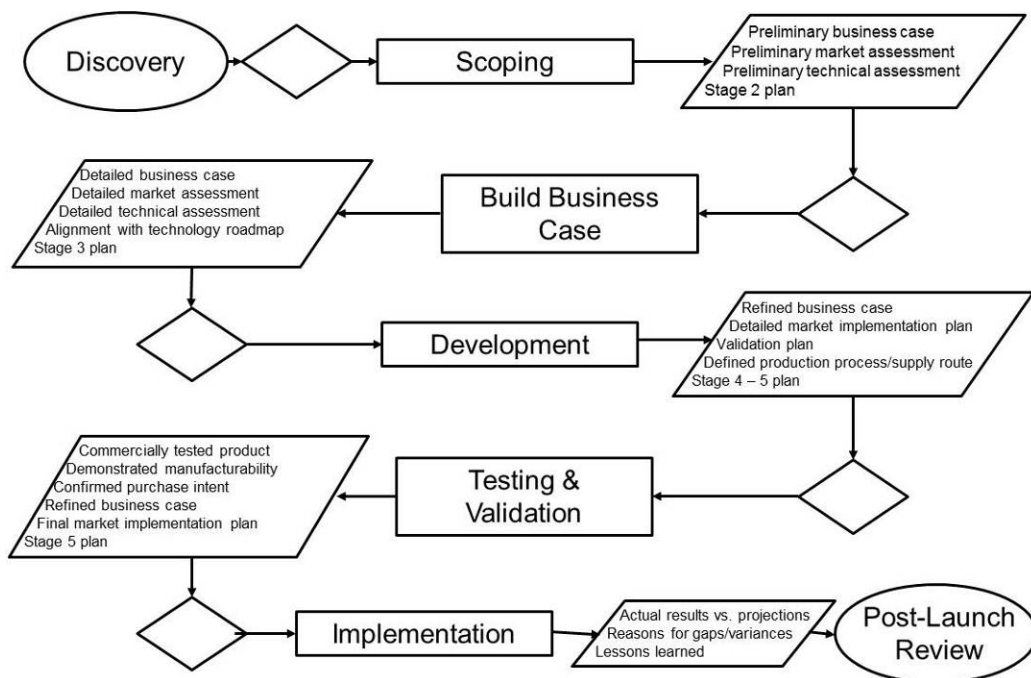 Discovery
Scoping
Preliminary business case
Preliminary market assessment
Preliminary technical assessment
Stage 2 plan
Build Business
Case
Detailed business case
Detailed market assessment
Detailed technical assessment
Alignment with technology roadmap
Stage 3 plan
Development
Refined business case
Detailed market implementation plan
Validation plan
Defined production process/supply route
Stage 4 – 5 plan
Testing &
Validation
Commercially tested product
Demonstrated manufacturability
Confirmed purchase intent
Refined business case
Final market implementation plan
Stage 5 plan
Implementation
Actual results vs. projections
Reasons for gaps/variances
Lessons learned
Post-Launch
Review